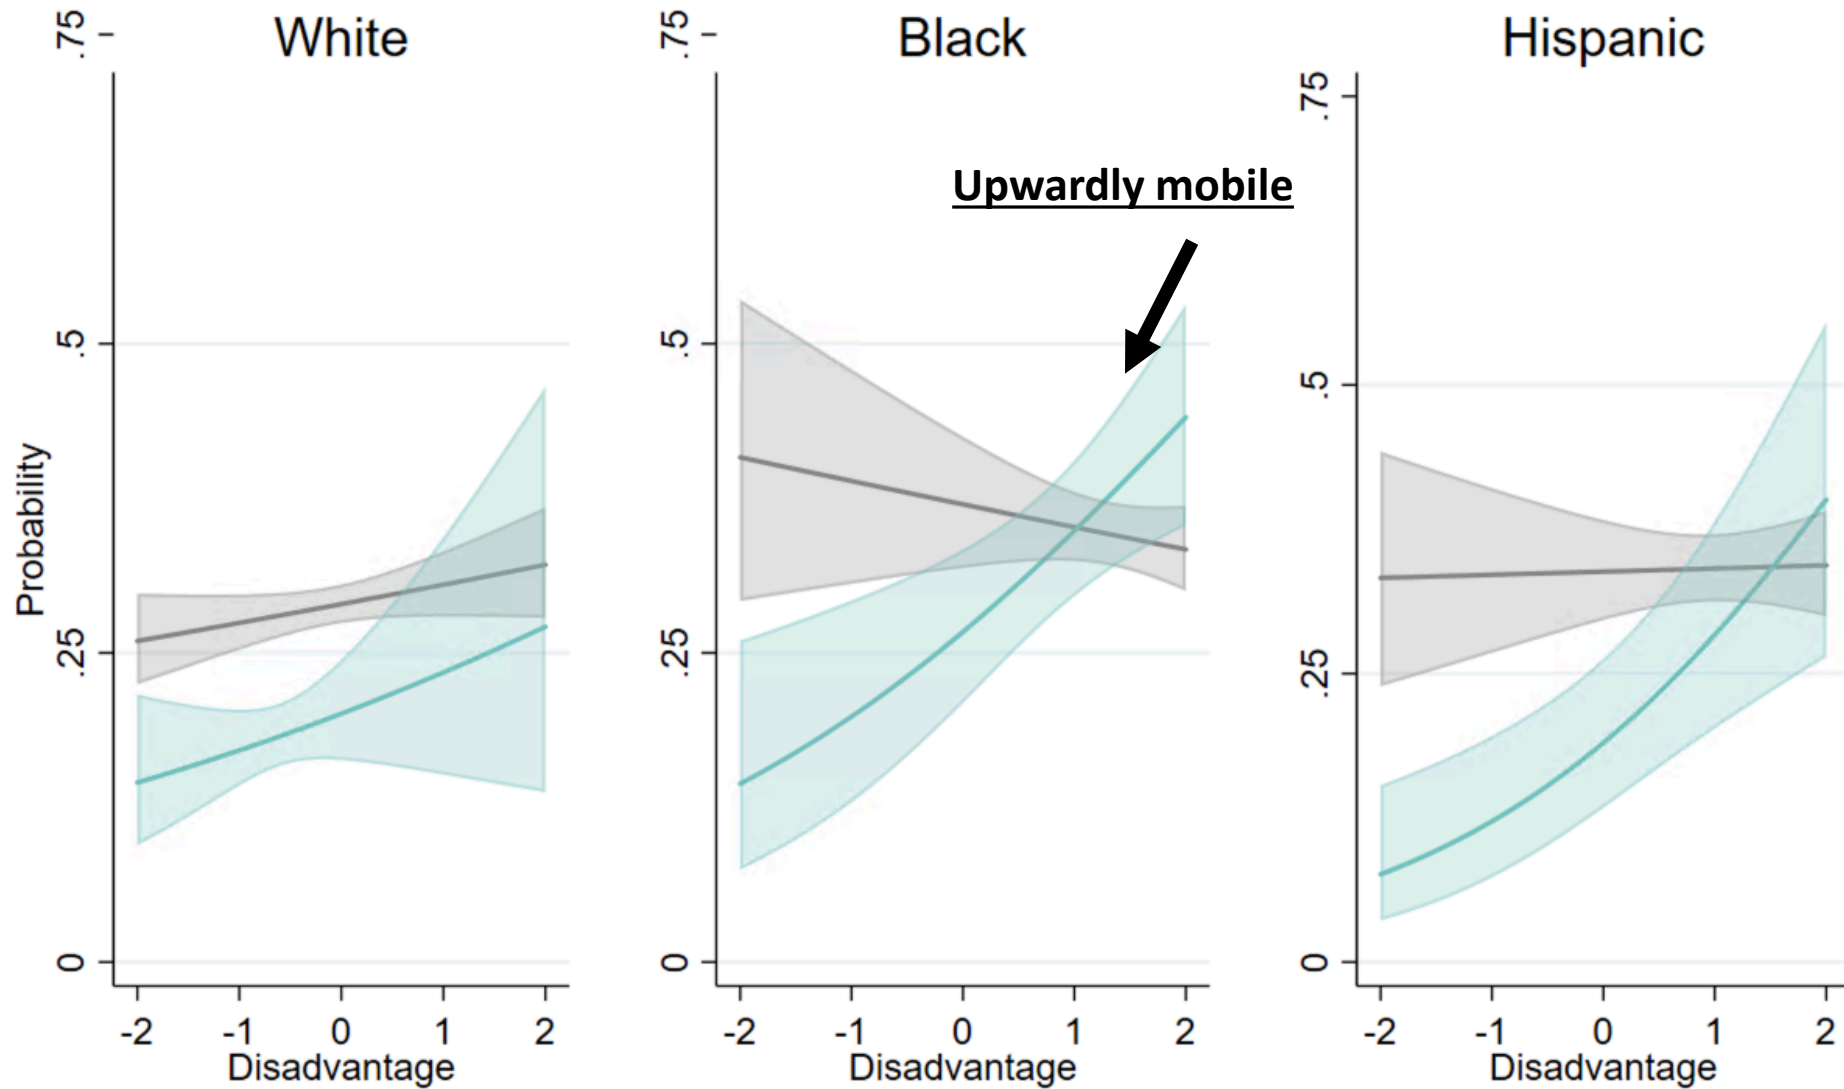 White
Black
Hispanic
Upwardly mobile
Probability
.75
.5
.25
0
-2 -1 0 1 2
Disadvantage
.75
.5
.25
0
-2 -1 0 1 2
Disadvantage
.75
.5
.25
0
-2 -1 0 1 2
Disadvantage